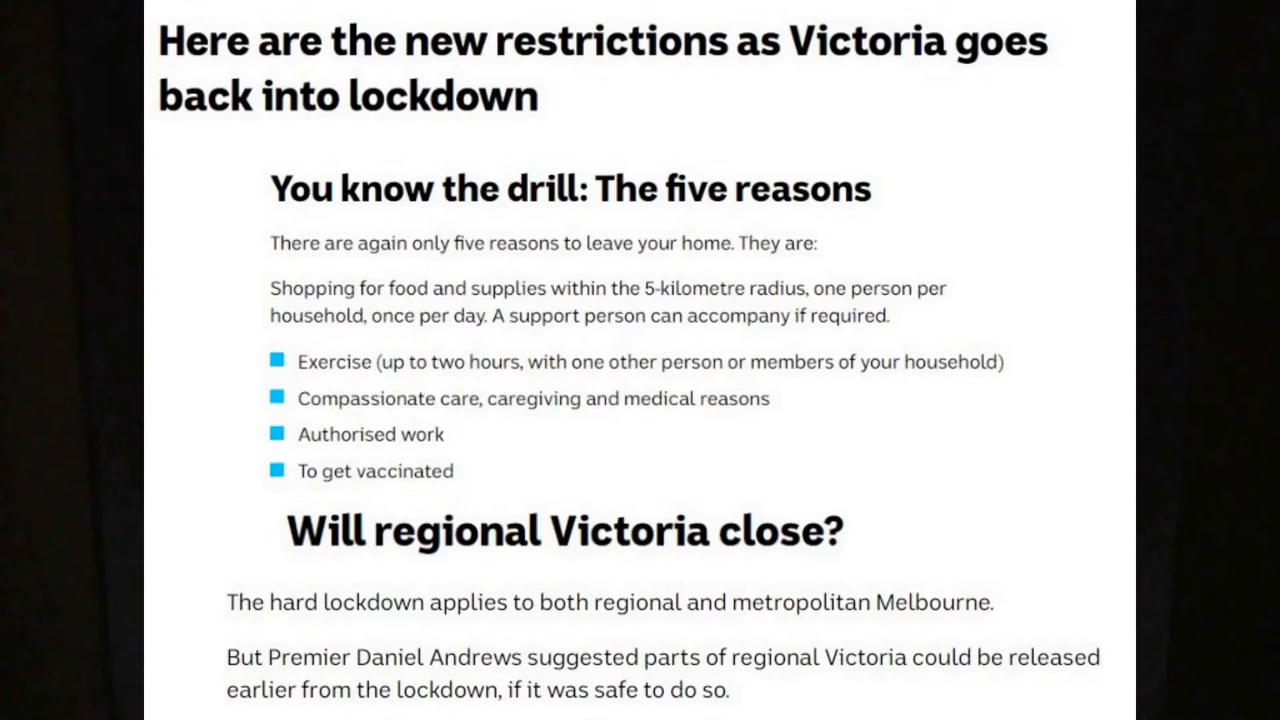 Here are the new restrictions as Victoria goes
back into lockdown
You know the drill: The five reasons
There are again only five reasons to leave your home. They are:
Shopping for food and supplies within the 5-kilometre radius, one person per
household, once per day. A support person can accompany if required.
Exercise (up to two hours, with one other person or members of your household)
Compassionate care, caregiving and medical reasons
Authorised work
To get vaccinated
Will regional Victoria close?
The hard lockdown applies to both regional and metropolitan Melbourne.
But Premier Daniel Andrews suggested parts of regional Victoria could be released
earlier from the lockdown, if it was safe to do so.